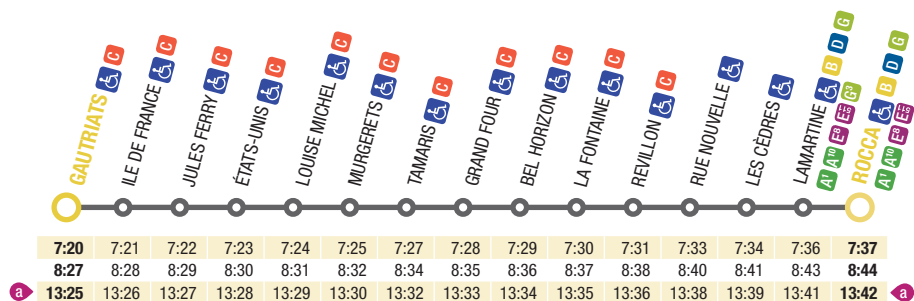 GAUTRIATS C
ILE DE FRANCE C
JULES FERRY C
ÉTATS-UNIS C
LOUISE MICHEL C
MURGERETS C
TAMARIS C
GRAND FOUR C
BEL HORIZON C
LA FONTAINE C
REVILLON C
RUE NOUVELLE
LES CÈDRES
LAMARTINE B D G
A1 A10 E8 G3
ROCCA B D G
A1 A10 E8
7:20 7:21 7:22 7:23 7:24 7:25 7:27 7:28 7:29 7:30 7:31 7:33 7:34 7:36 7:37
8:27 8:28 8:29 8:30 8:31 8:32 8:34 8:35 8:36 8:37 8:38 8:40 8:41 8:43 8:44
a 13:25 13:26 13:27 13:28 13:29 13:30 13:32 13:33 13:34 13:35 13:36 13:38 13:39 13:41 13:42 a